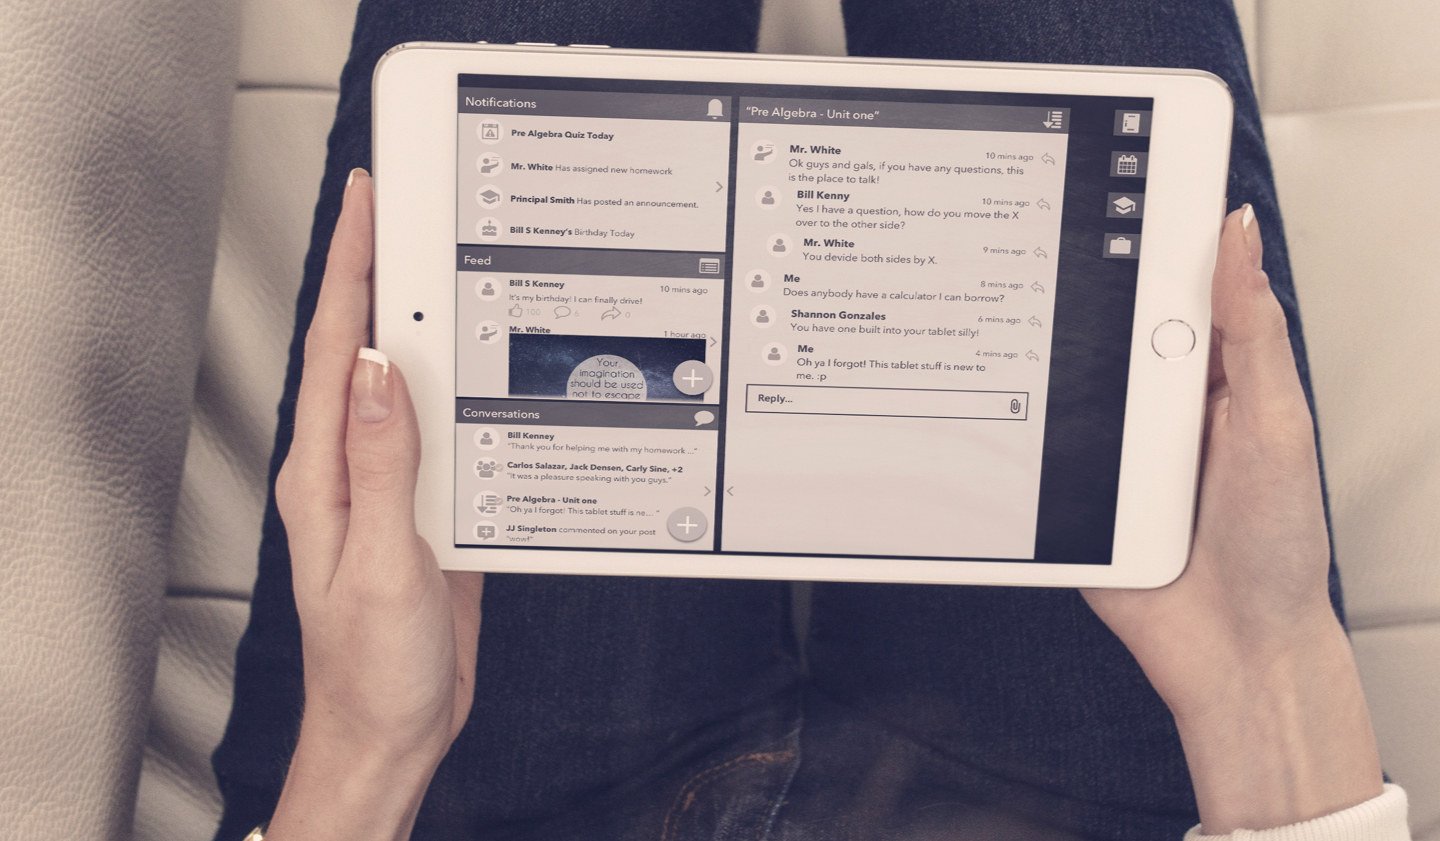 Notifications
Pre Algebra Quiz Today
Mr. White Has assigned new homework
Principal Smith Has posted an announcement.
Bill S Kenney's Birthday Today
Feed
Bill S Kenney 10 mins ago
It's my birthday! I can finally drive!
100 6 0
Mr. White 1 hour ago
Your
imagination
should be used
not to escape
Conversations
Bill Kenney
"Thank you for helping me with my homework ..."
Carlos Salazar, Jack Densen, Carly Sine, +2
"It was a pleasure speaking with you guys."
Pre Algebra - Unit one
"Oh ya I forgot! This tablet stuff is ne... "
JJ Singleton commented on your post
"wow!"
"Pre Algebra - Unit one"
Mr. White 10 mins ago
Ok guys and gals, if you have any questions, this
is the place to talk!
Bill Kenny 10 mins ago
Yes I have a question, how do you move the X
over to the other side?
Mr. White 9 mins ago
You devide both sides by X.
Me 8 mins ago
Does anybody have a calculator I can borrow?
Shannon Gonzales 6 mins ago
You have one built into your tablet silly!
Me 4 mins ago
Oh ya I forgot! This tablet stuff is new to
me. :p
Reply...